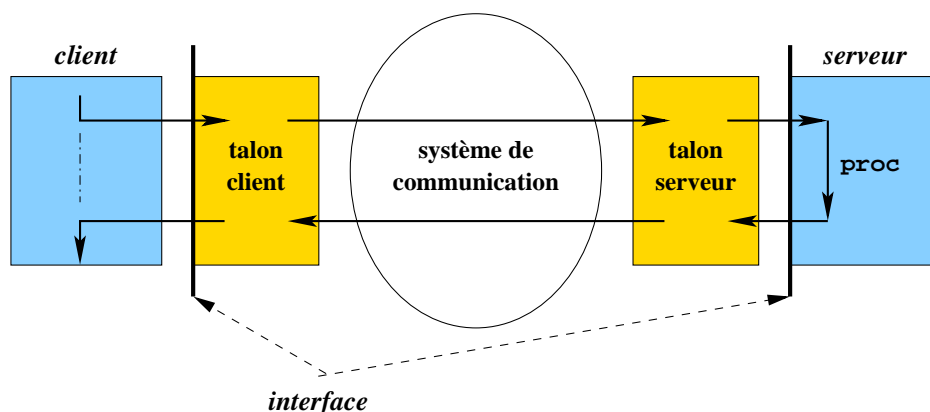 client
serveur
talon
client
système de
communication
talon
serveur
proc
interface